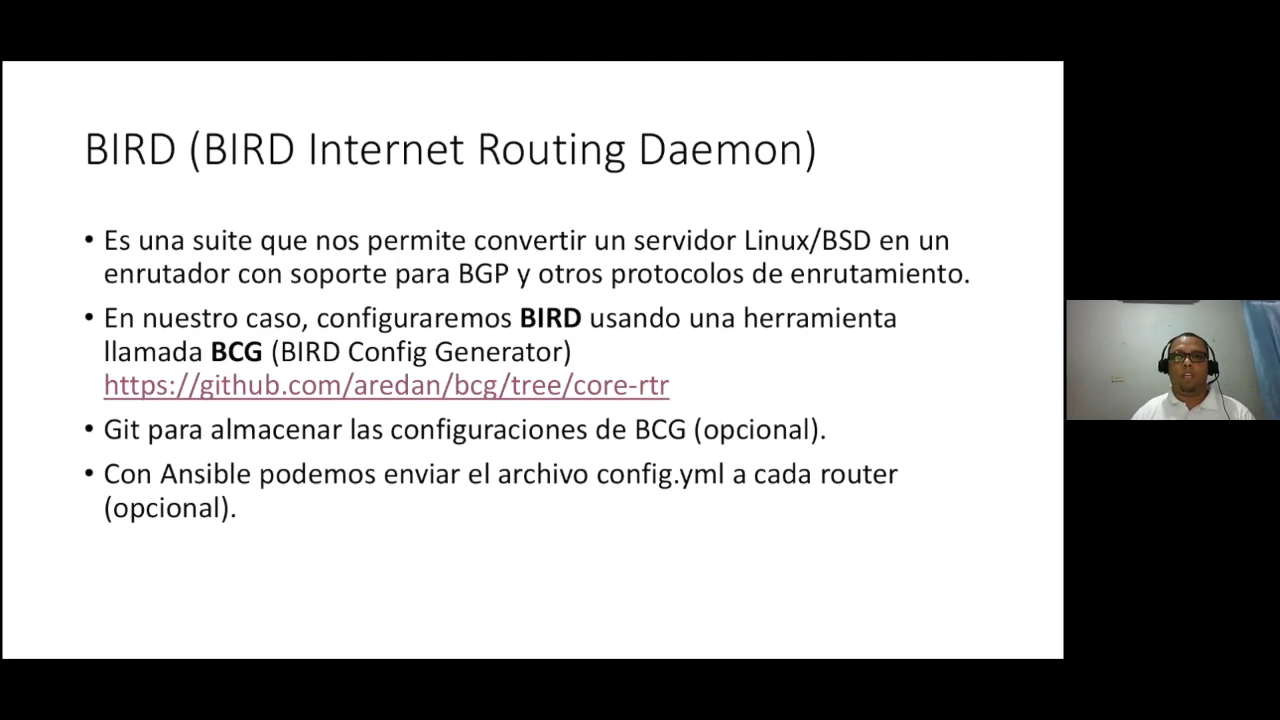 BIRD (BIRD Internet Routing Daemon)
• Es una suite que nos permite convertir un servidor Linux/BSD en un
enrutador con soporte para BGP y otros protocolos de enrutamiento.
• En nuestro caso, configuraremos BIRD usando una herramienta
llamada BCG (BIRD Config Generator)
https://github.com/aredan/bcg/tree/core-rtr
• Git para almacenar las configuraciones de BCG (opcional).
• Con Ansible podemos enviar el archivo config.yml a cada router
(opcional).